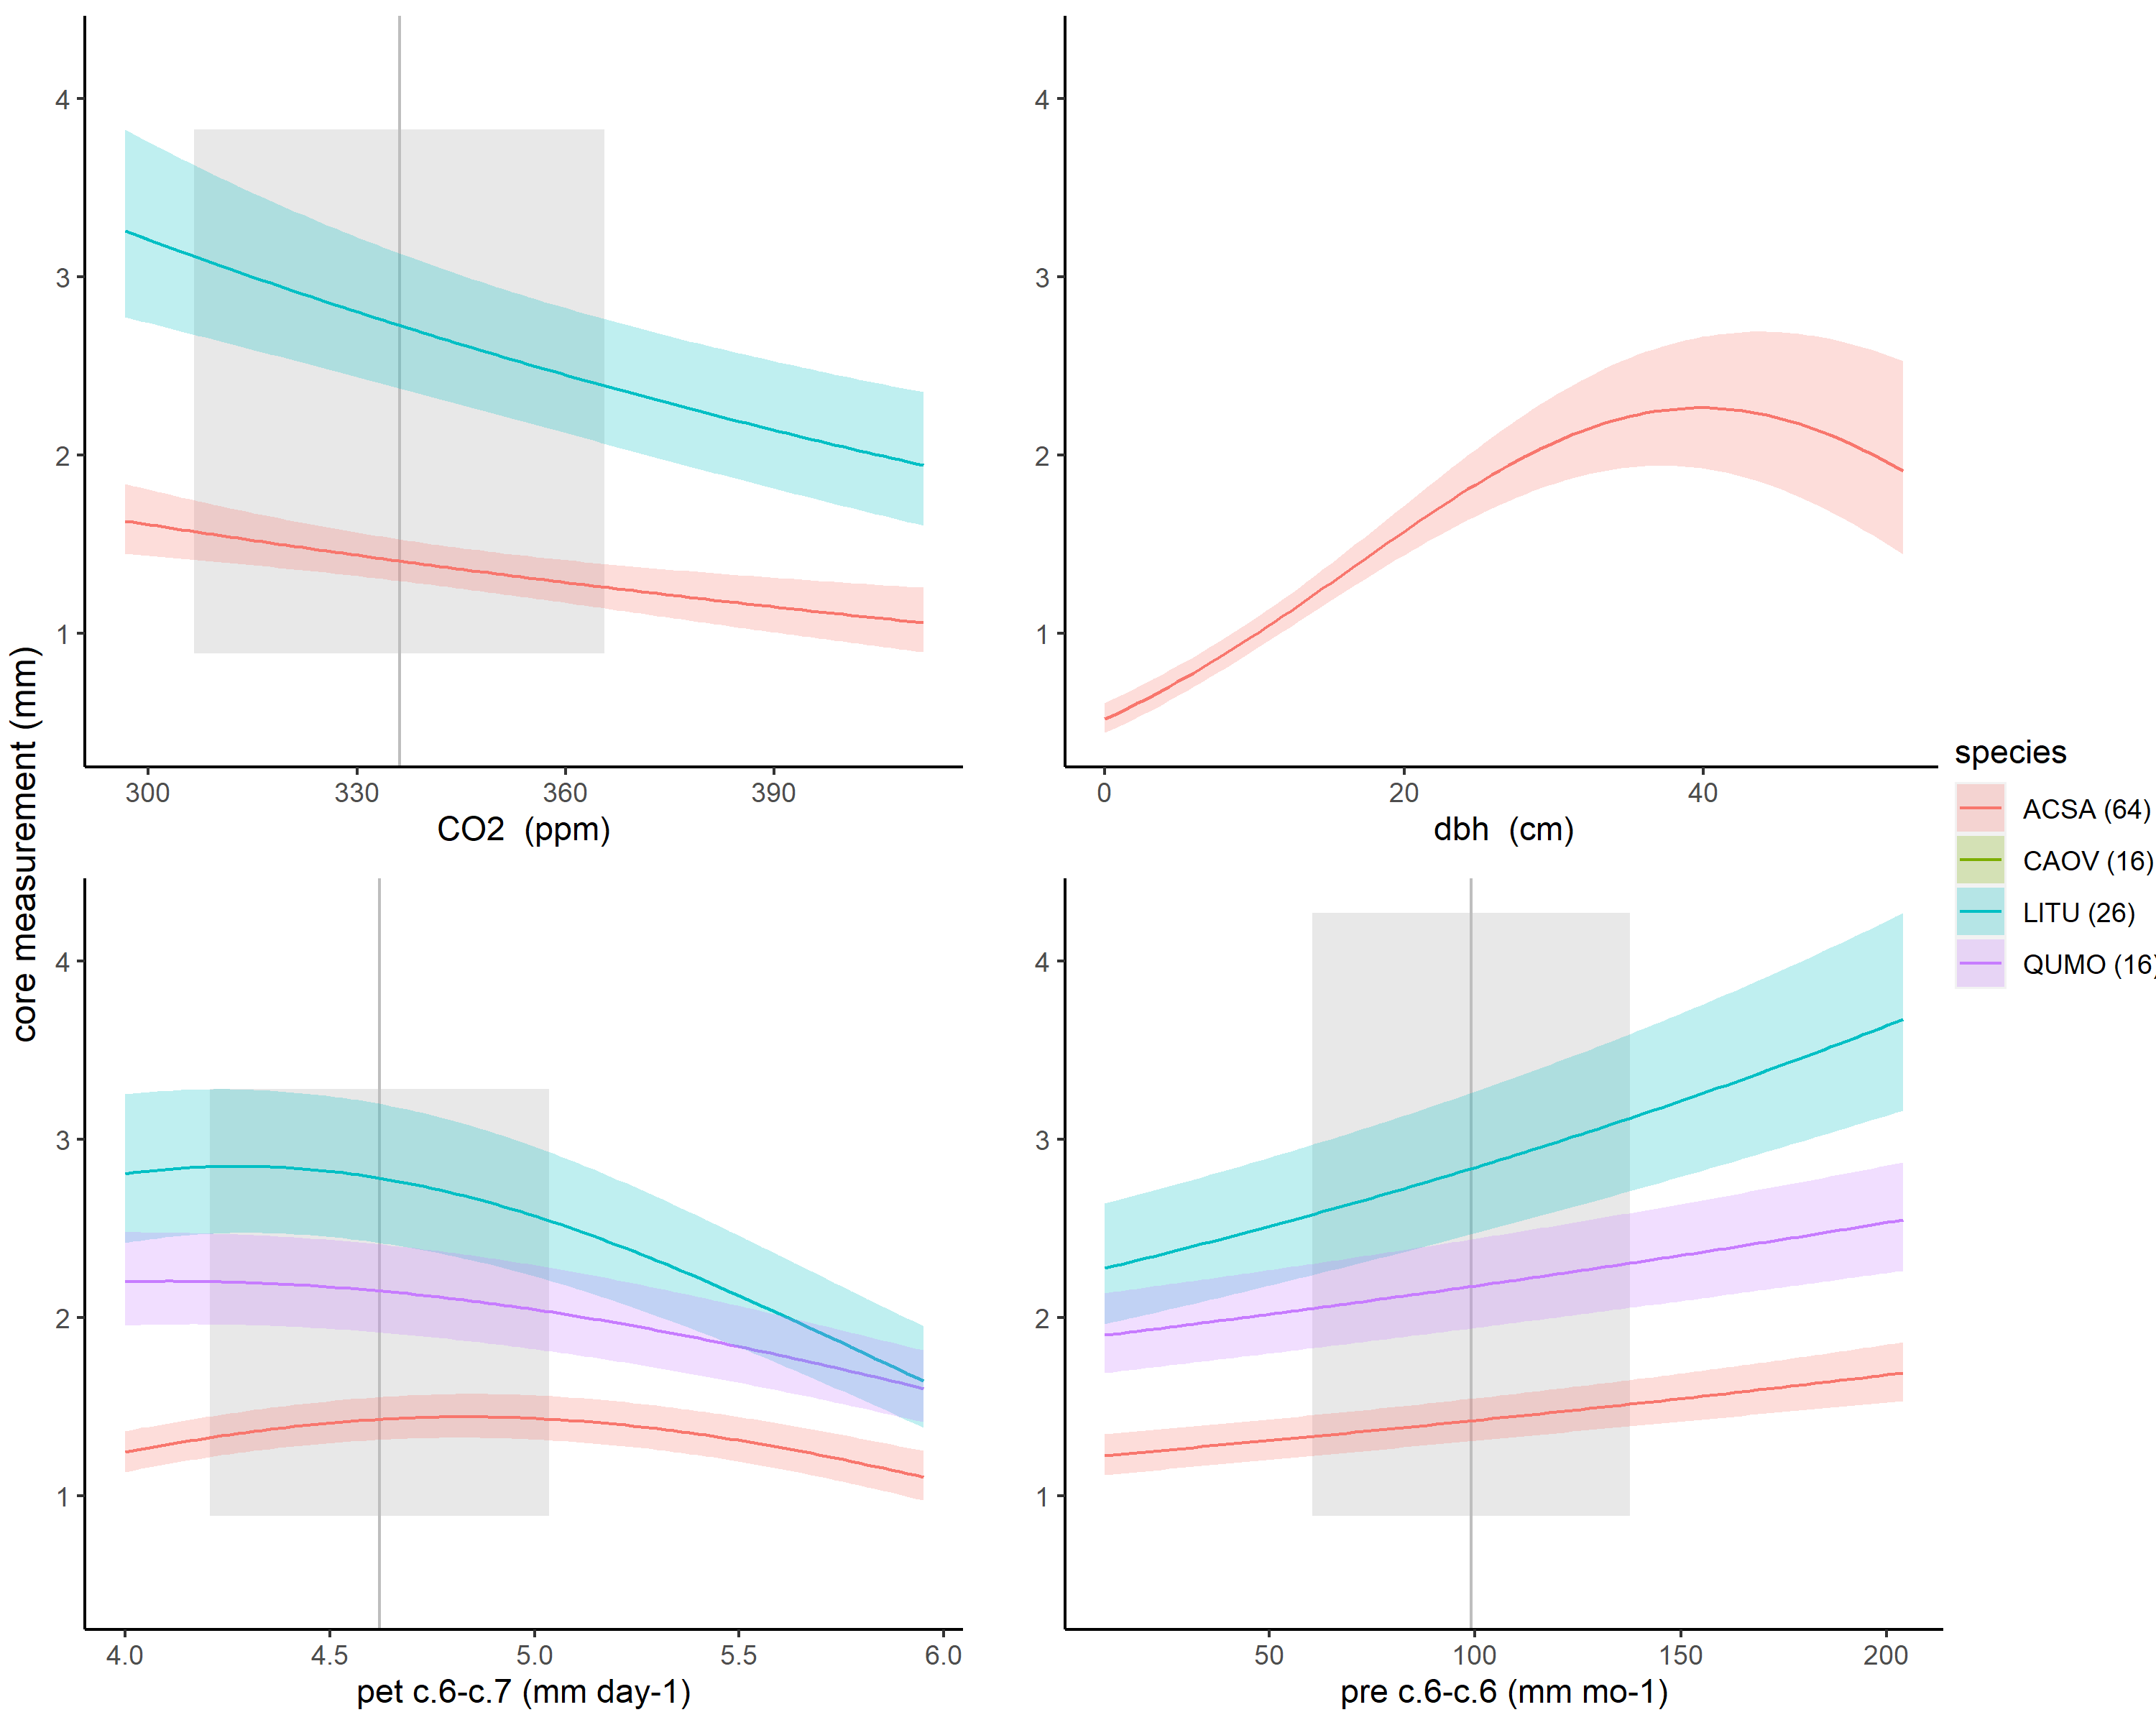 core measurement (mm)
4
3
2
1
300 330 360 390
CO2 (ppm)
4
3
2
1
0 20 40
dbh (cm)
4
3
2
1
4.0 4.5 5.0 5.5 6.0
pet c.6-c.7 (mm day-1)
4
3
2
1
50 100 150 200
pre c.6-c.6 (mm mo-1)
species
ACSA (64)
CAOV (16)
LITU (26)
QUMO (16)